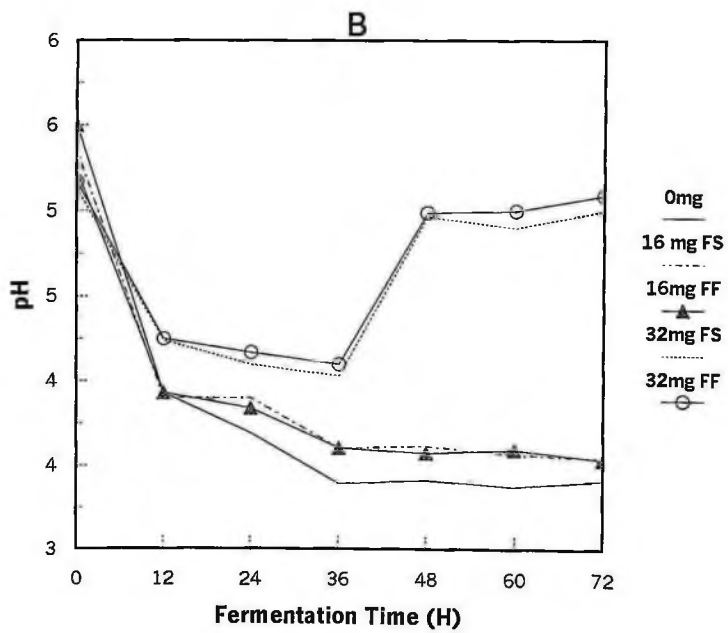 B
6
6
5
5
4
4
3
pH
0 12 24 36 48 60 72
Fermentation Time (H)
0mg
16 mg FS
16mg FF
32mg FS
32mg FF